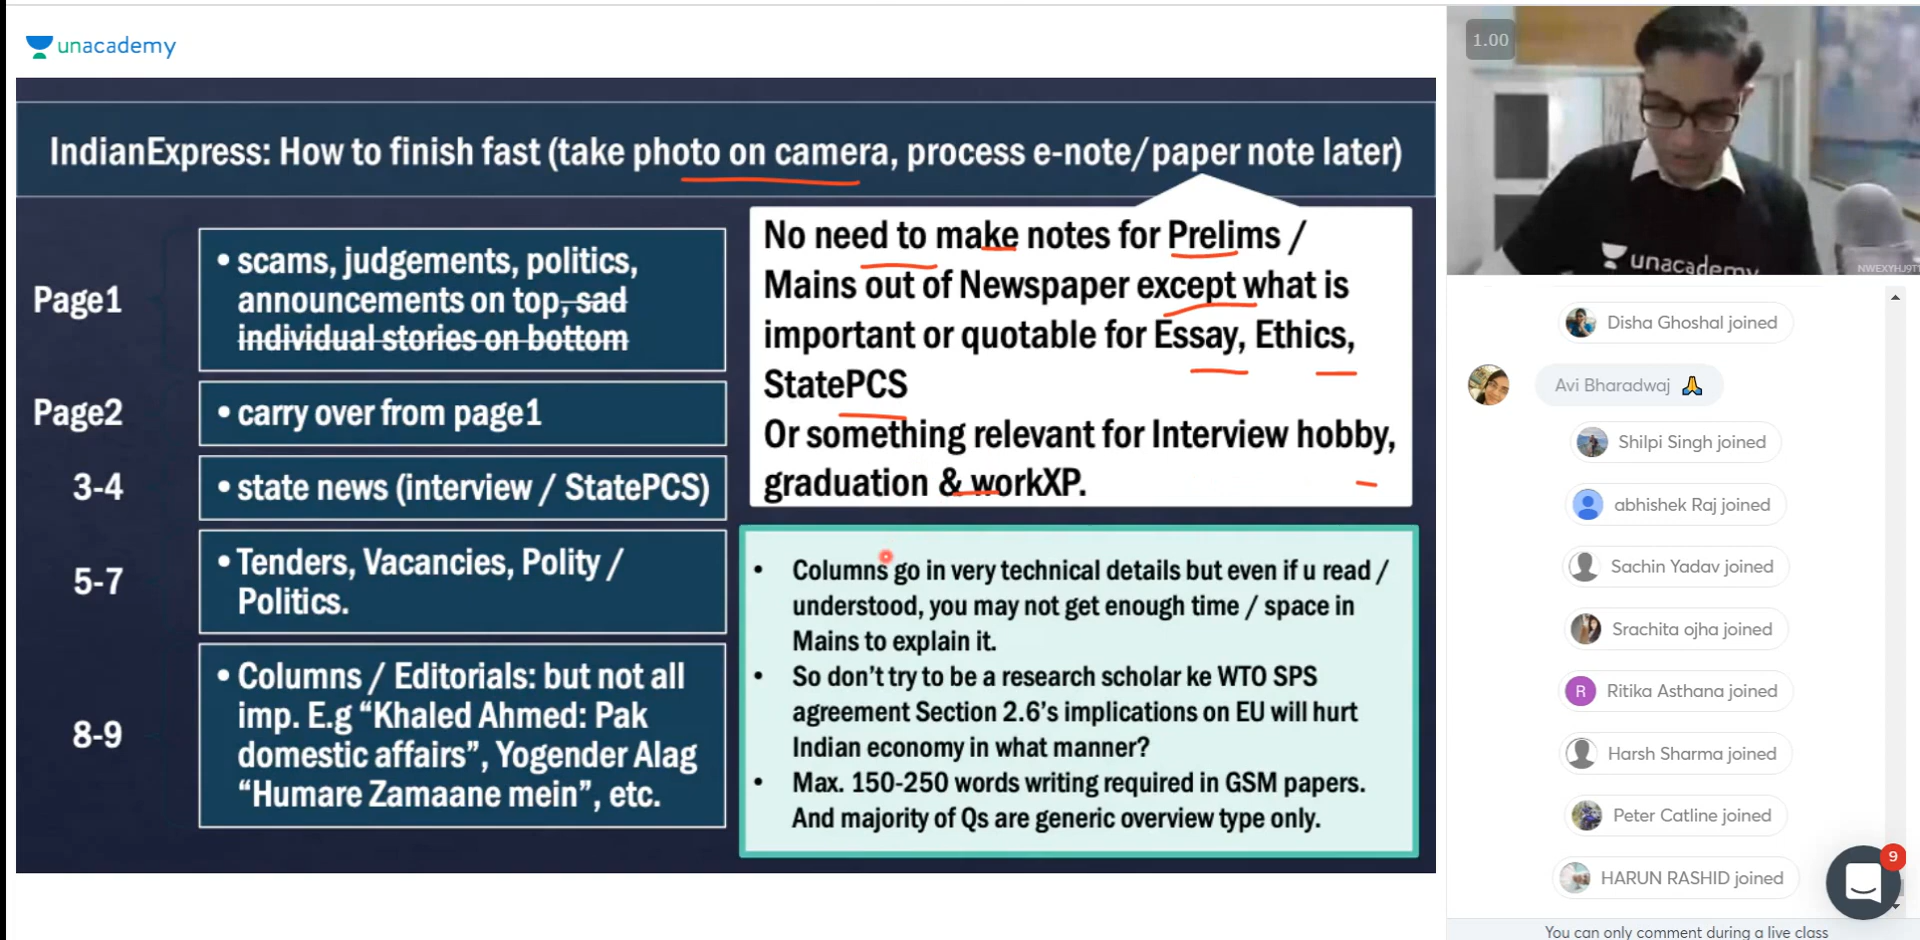 unacademy
IndianExpress: How to finish fast (take photo on camera, process e-note/paper note later)
Page1
• scams, judgements, politics,
announcements on top, sad
individual stories on bottom
Page2
• carry over from page1
3-4
• state news (interview / StatePCS)
5-7
• Tenders, Vacancies, Polity /
Politics.
8-9
• Columns / Editorials: but not all
imp. E.g “Khaled Ahmed: Pak
domestic affairs”, Yogender Alag
“Humare Zamaane mein”, etc.
No need to make notes for Prelims /
Mains out of Newspaper except what is
important or quotable for Essay, Ethics,
StatePCS
Or something relevant for Interview hobby,
graduation & workXP.
• Columns go in very technical details but even if u read /
understood, you may not get enough time / space in
Mains to explain it.
• So don’t try to be a research scholar ke WTO SPS
agreement Section 2.6’s implications on EU will hurt
Indian economy in what manner?
• Max. 150-250 words writing required in GSM papers.
And majority of Qs are generic overview type only.
1.00
unacademy
Disha Ghoshal joined
Avi Bharadwaj 🙏
Shilpi Singh joined
abhishek Raj joined
Sachin Yadav joined
Srachita ojha joined
R
Ritika Asthana joined
Harsh Sharma joined
Peter Catline joined
9
HARUN RASHID joined
You can only comment during a live class